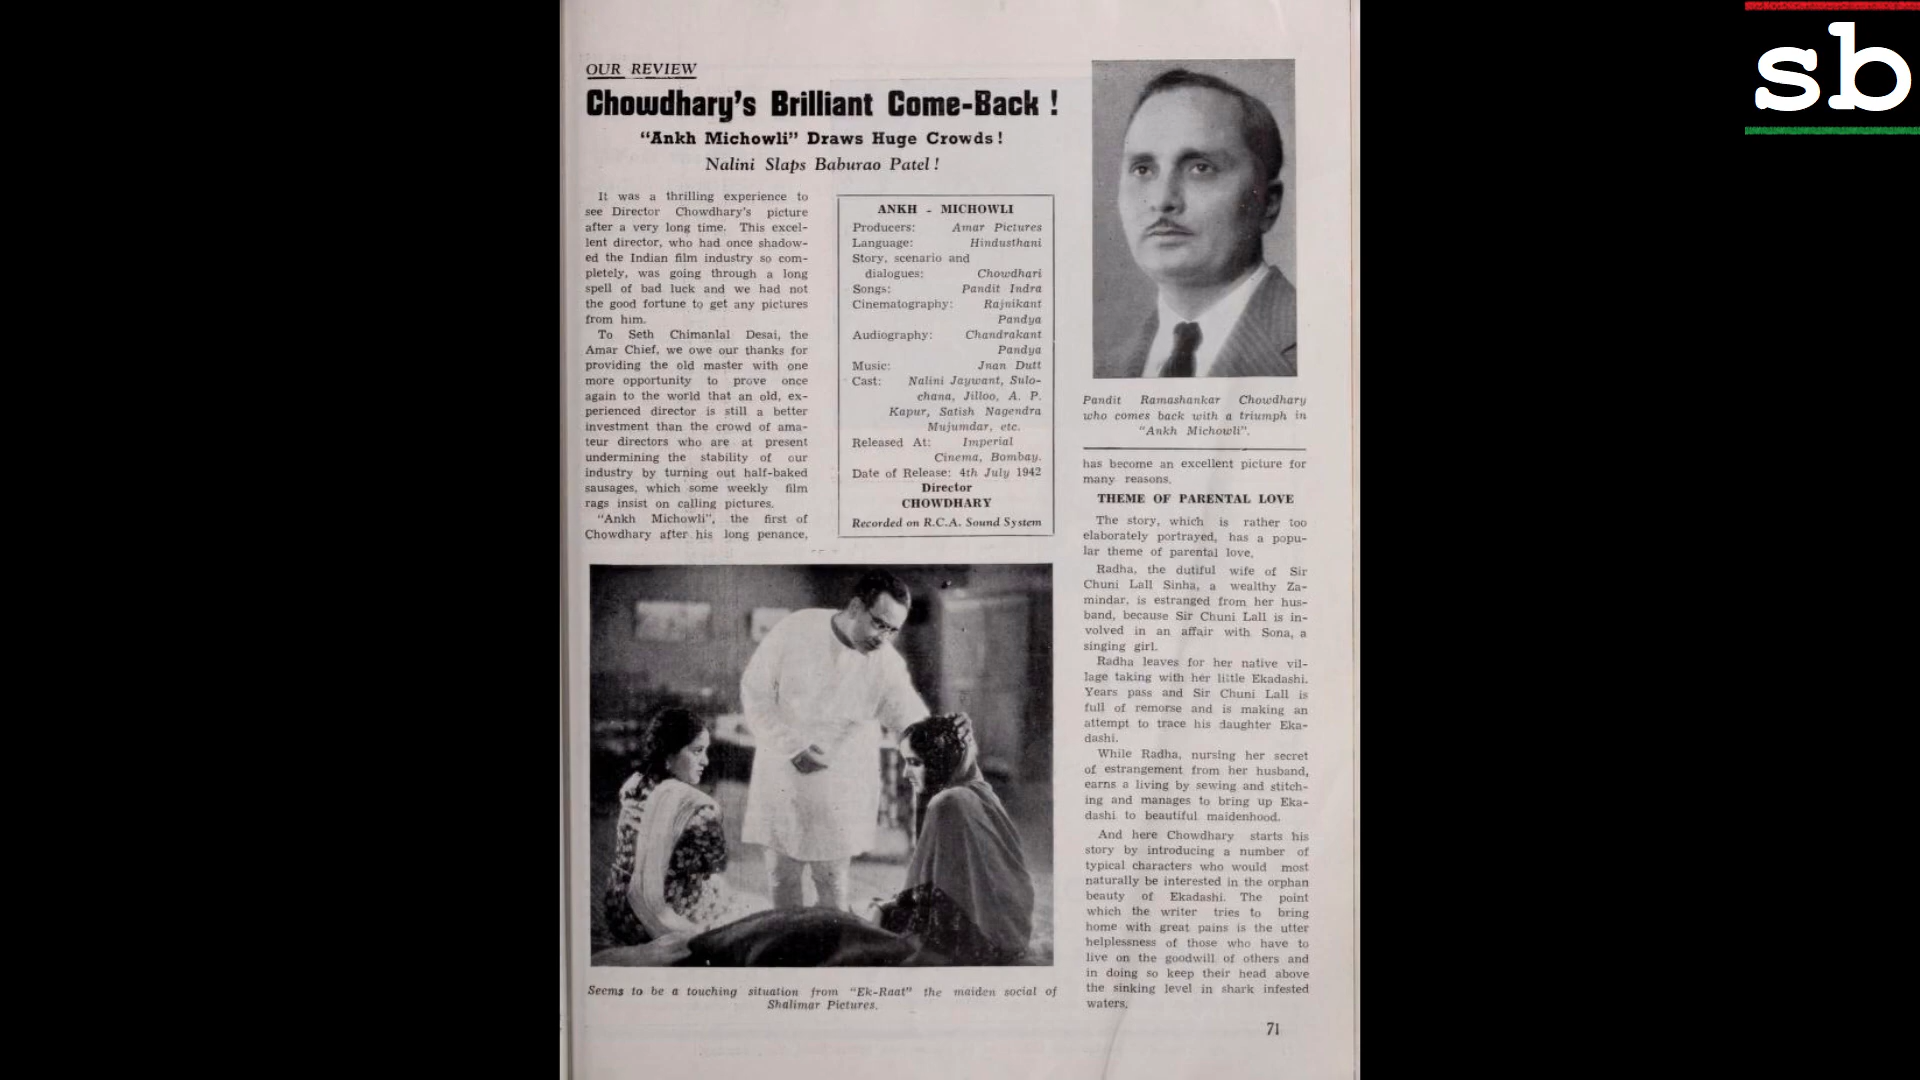 OUR REVIEW
Chowdhary's Brilliant Come-Back !
"Ankh Michowli" Draws Huge Crowds !
Nalini Slaps Baburao Patel !
It was a thrilling experience to
see Director Chowdhary's picture
after a very long time. This excel-
lent director, who had once shadow-
ed the Indian film industry so com-
pletely, was going through a long
spell of bad luck and we had not
the good fortune to get any pictures
from him.
To Seth Chimanlal Desai, the
Amar Chief, we owe our thanks for
providing the old master with one
more opportunity to prove once
again to the world that an old, ex-
perienced director is still a better
investment than the crowd of ama-
teur directors who are at present
undermining the stability of our
industry by turning out half-baked
sausages, which some weekly film
rags insist on calling pictures.
"Ankh Michowli", the first of
Chowdhary after his long penance,
ANKH - MICHOWLI
Producers: Amar Pictures
Language: Hindusthani
Story, scenario and
dialogues: Chowdhari
Songs: Pandit Indra
Cinematography: Rajnikant
Pandya
Audiography: Chandrakant
Pandya
Music: Jnan Dutt
Cast: Nalini Jaywant, Sulo-
chana, Jilloo, A. P.
Kapur, Satish Nagendra
Mujumdar, etc.
Released At: Imperial
Cinema, Bombay.
Date of Release: 4th July 1942
Director
CHOWDHARY
Recorded on R.C.A. Sound System
Seems to be a touching situation from "Ek-Raat" the maiden social of
Shalimar Pictures.
Pandit Ramashankar Chowdhary
who comes back with a triumph in
"Ankh Michowli".
has become an excellent picture for
many reasons.
THEME OF PARENTAL LOVE
The story, which is rather too
elaborately portrayed, has a popu-
lar theme of parental love.
Radha, the dutiful wife of Sir
Chuni Lall Sinha, a wealthy Za-
mindar, is estranged from her hus-
band, because Sir Chuni Lall is in-
volved in an affair with Sona, a
singing girl.
Radha leaves for her native vil-
lage taking with her little Ekadashi.
Years pass and Sir Chuni Lall is
full of remorse and is making an
attempt to trace his daughter Eka-
dashi.
While Radha, nursing her secret
of estrangement from her husband,
earns a living by sewing and stitch-
ing and manages to bring up Eka-
dashi to beautiful maidenhood.
And here Chowdhary starts his
story by introducing a number of
typical characters who would most
naturally be interested in the orphan
beauty of Ekadashi. The point
which the writer tries to bring
home with great pains is the utter
helplessness of those who have to
live on the goodwill of others and
in doing so keep their head above
the sinking level in shark infested
waters.
71
sb